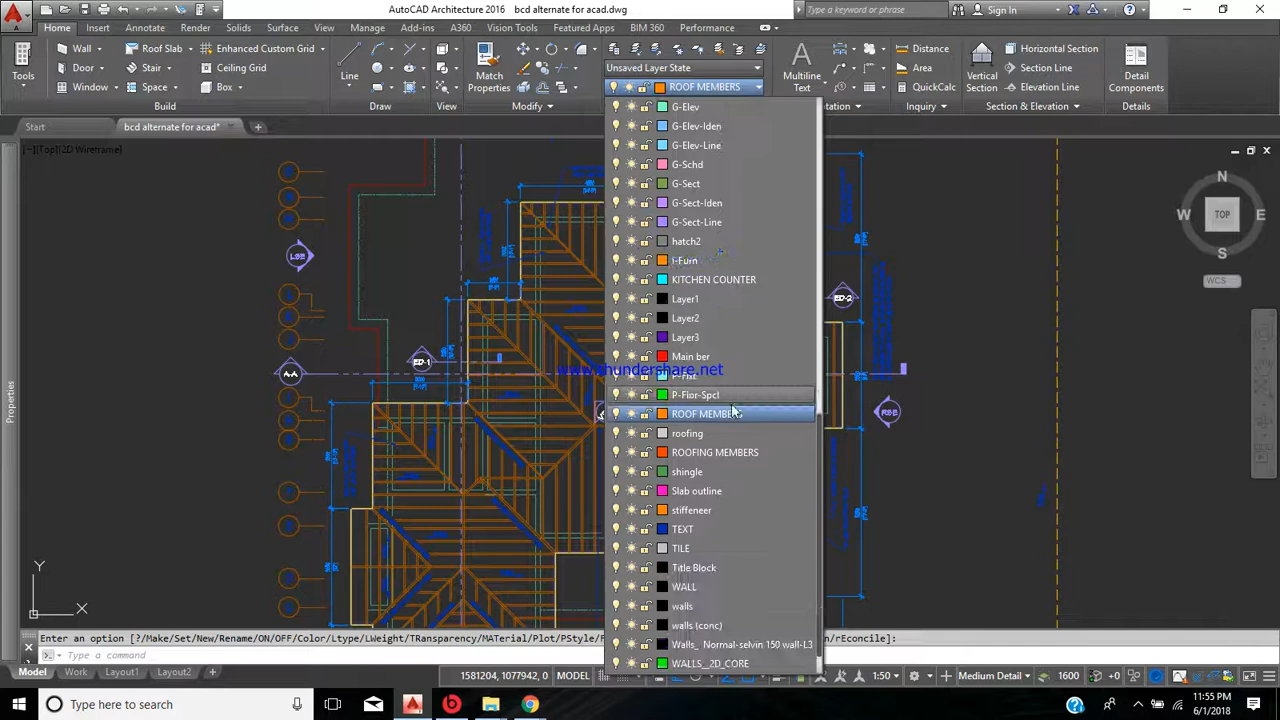 AutoCAD Architecture 2016 bcd alternate for acad.dwg
Type a keyword or phrase
Sign In
Home Insert Annotate Render Solids Surface View Manage Add-ins A360 Vision Tools Featured Apps BIM 360 Performance
Wall Roof Slab Enhanced Custom Grid
Door Stair Ceiling Grid
Window Space Box
Tools
Build
Line
Draw
Match Properties
View
Modify
Unsaved Layer State
ROOF MEMBERS
Multiline Text
Distance
Area
QuickCalc
Inquiry
Vertical Section
Horizontal Section
Section Line
Elevation Line
Section & Elevation
Detail Components
Details
Start
bcd alternate for acad*
[-][Top][2D Wireframe]
G-Elev
G-Elev-Iden
G-Elev-Line
G-Schd
G-Sect
G-Sect-Iden
G-Sect-Line
hatch2
I-Furn
KITCHEN COUNTER
Layer1
Layer2
Layer3
Main ber
www.thundershare.net
P-Flor-Spcl
ROOF MEMBERS
roofing
ROOFING MEMBERS
shingle
Slab outline
stiffeneer
TEXT
TILE
Title Block
WALL
walls
walls (conc)
Walls_ Normal-selvin 150 wall-L3
WALLS_2D_CORE
N
W TOP E
S
WCS
ED-1
ED-2
A-A
Properties
Y
X
Enter an option [?/Make/Set/New/Rename/ON/OFF/Color/Ltype/LWeight/TRansparency/MATerial/Plot/PStyle/F
n/rEconcile]:
Type a command
Model Work Layout1 Layout2
1581204, 1077942, 0 MODEL
1:50
Medium Detail
1600
+0
Type here to search
11:55 PM
6/1/2018